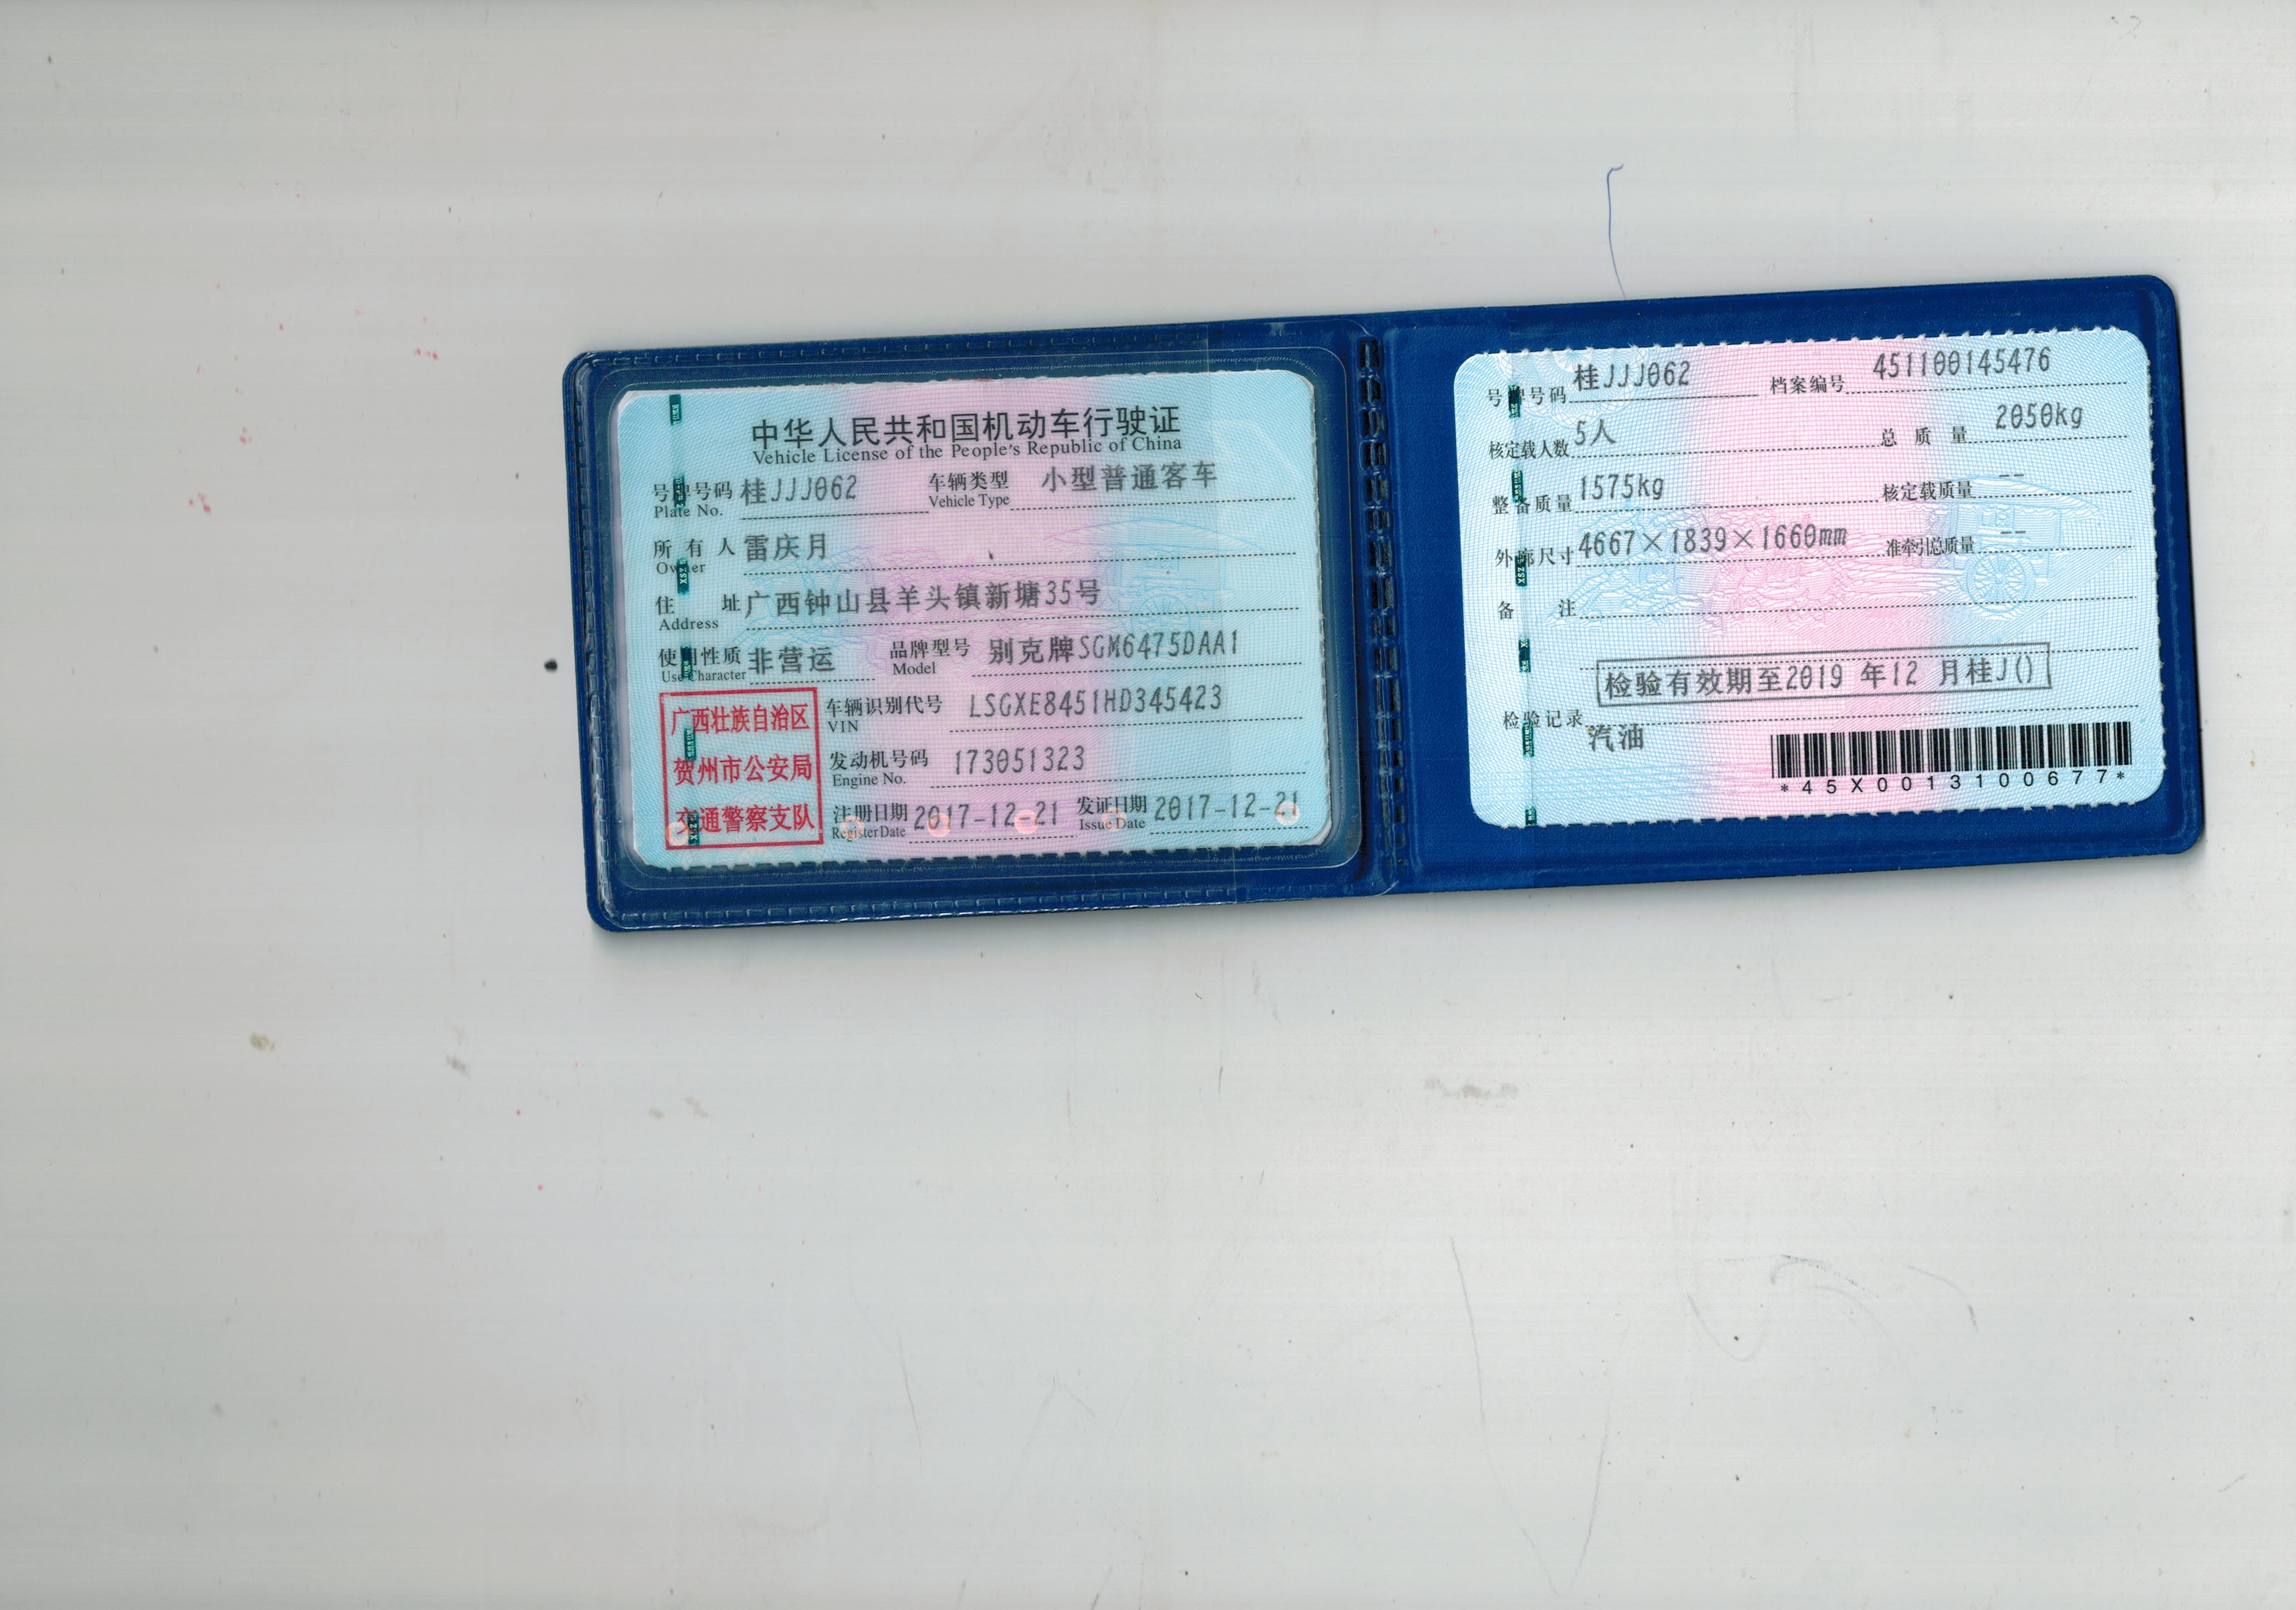 中华人民共和国机动车行驶证
Vehicle License of the People's Republic of China
号牌号码 桂JJJ062 车辆类型 小型普通客车
Plate No. Vehicle Type
所有人 雷庆月
Owner
住址 广西钟山县羊头镇新塘35号
Address
使用性质 非营运 品牌型号 别克牌SGM6475DAA1
Use Character Model
广西壮族自治区
贺州市公安局
交通警察支队
车辆识别代号 LSGXE8451HD345423
VIN
发动机号码 173051323
Engine No.
注册日期 2017-12-21 发证日期 2017-12-21
Register Date Issue Date
号牌号码 桂JJJ062 档案编号 451100145476
核定载人数 5人 总质量 2050kg
整备质量 1575kg 核定载质量 --
外廓尺寸 4667×1839×1660mm 准牵引总质量 --
备注
检验有效期至2019 年12 月桂J()
检验记录
汽油
*45X0013100677*